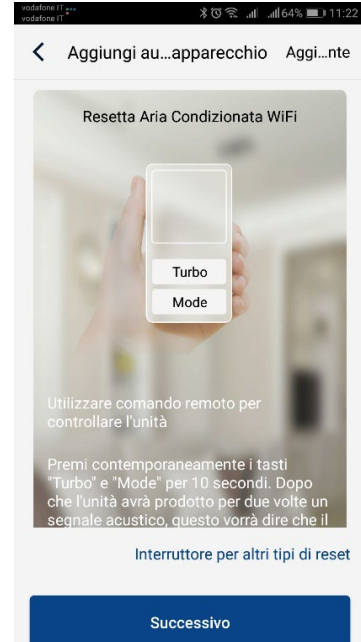 vodafone IT
vodafone IT
64% 11:22
Aggiungi au...apparecchio Aggi...nte
Resetta Aria Condizionata WiFi
Turbo
Mode
Utilizzare comando remoto per
controllare l'unità
Premi contemporaneamente i tasti
"Turbo" e "Mode" per 10 secondi. Dopo
che l'unità avrà prodotto per due volte un
segnale acustico, questo vorrà dire che il
Interruttore per altri tipi di reset
Successivo